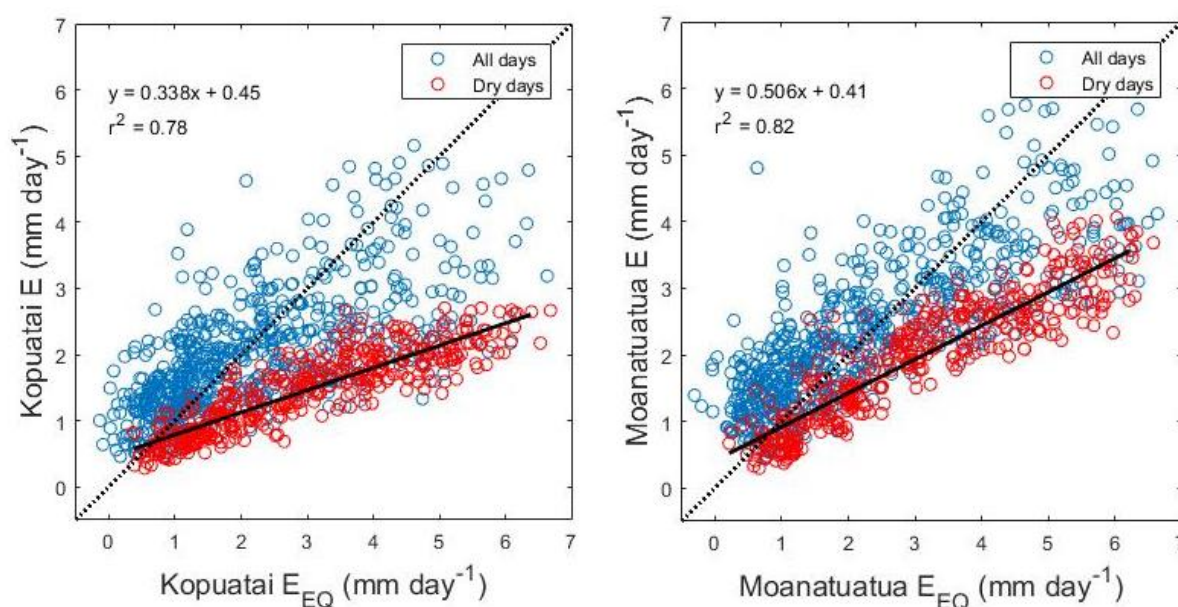 7
6
5
4
3
2
1
0
Kopuatai E (mm day⁻¹)
y = 0.338x + 0.45
r² = 0.78
All days
Dry days
0 1 2 3 4 5 6 7
Kopuatai E_EQ (mm day⁻¹)
7
6
5
4
3
2
1
0
Moanatuatua E (mm day⁻¹)
y = 0.506x + 0.41
r² = 0.82
All days
Dry days
0 1 2 3 4 5 6 7
Moanatuatua E_EQ (mm day⁻¹)